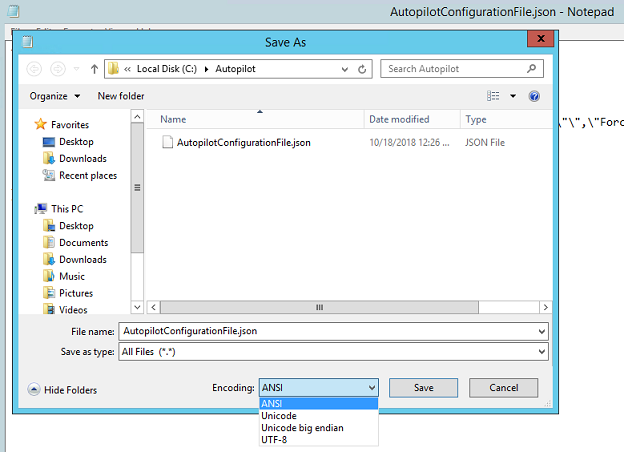 AutopilotConfigurationFile.json - Notepad
Save As
« Local Disk (C:) Autopilot
Search Autopilot
\"\",\"Forc
Organize
New folder
Name
Date modified
Type
Favorites
Desktop
Downloads
Recent places
AutopilotConfigurationFile.json
10/18/2018 12:26 ...
JSON File
This PC
Desktop
Documents
Downloads
Music
Pictures
Videos
File name:
AutopilotConfigurationFile.json
Save as type:
All Files (*.*)
Hide Folders
Encoding:
ANSI
Save
Cancel
ANSI
Unicode
Unicode big endian
UTF-8